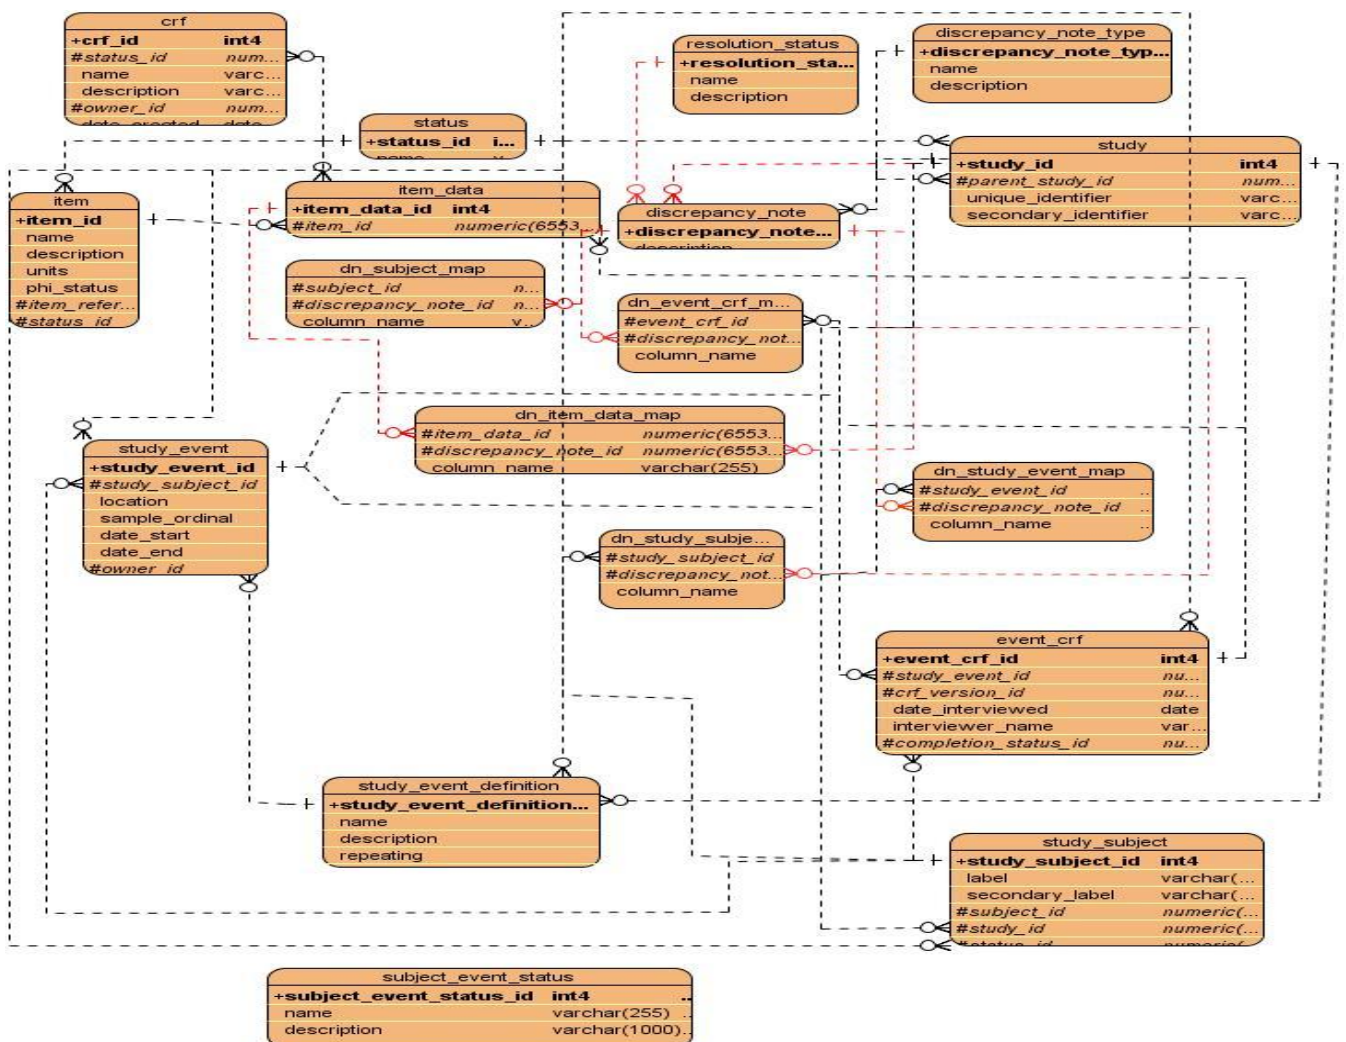 crf
+crf_id int4
#status_id num...
name varc...
description varc...
#owner_id num...
date_created date
resolution_status
+resolution_sta...
name
description
discrepancy_note_type
+discrepancy_note_typ...
name
description
status
+status_id i...
name v
study
+study_id int4
#parent_study_id num...
unique_identifier varc...
secondary_identifier varc...
item
+item_id
name
description
units
phi_status
#item_refer...
#status_id
item_data
+item_data_id int4
#item_id numeric(6553...
discrepancy_note
+discrepancy_note...
description
dn_subject_map
#subject_id n...
#discrepancy_note_id n...
column_name v...
dn_event_crf_m...
#event_crf_id
#discrepancy_not...
column_name
dn_item_data_map
#item_data_id numeric(6553...
#discrepancy_note_id numeric(6553...
column_name varchar(255)
study_event
+study_event_id
#study_subject_id
location
sample_ordinal
date_start
date_end
#owner_id
dn_study_event_map
#study_event_id ..
#discrepancy_note_id ..
column_name ..
dn_study_subje...
#study_subject_id
#discrepancy_not...
column_name
event_crf
+event_crf_id int4
#study_event_id nu...
#crf_version_id nu...
date_interviewed date
interviewer_name var...
#completion_status_id nu...
study_event_definition
+study_event_definition...
name
description
repeating
study_subject
+study_subject_id int4
label varchar(...
secondary_label varchar(...
#subject_id numeric(...
#study_id numeric(...
#status_id numeric(
subject_event_status
+subject_event_status_id int4 ..
name varchar(255) ..
description varchar(1000)..